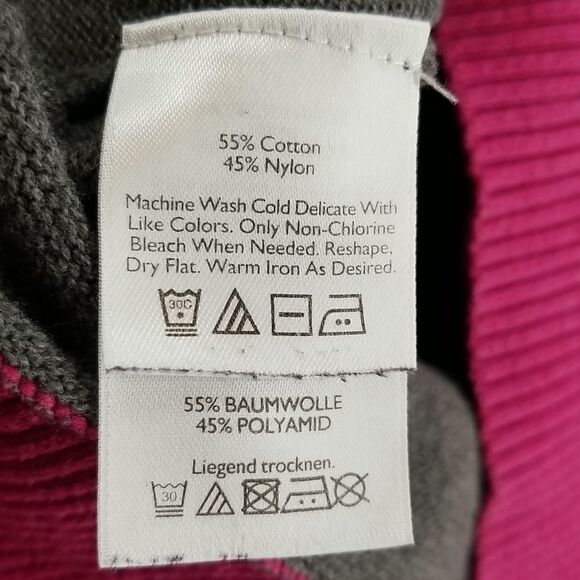 55% Cotton
45% Nylon
Machine Wash Cold Delicate With
Like Colors. Only Non-Chlorine
Bleach When Needed. Reshape,
Dry Flat. Warm Iron As Desired.
30C
55% BAUMWOLLE
45% POLYAMID
Liegend trocknen.
30